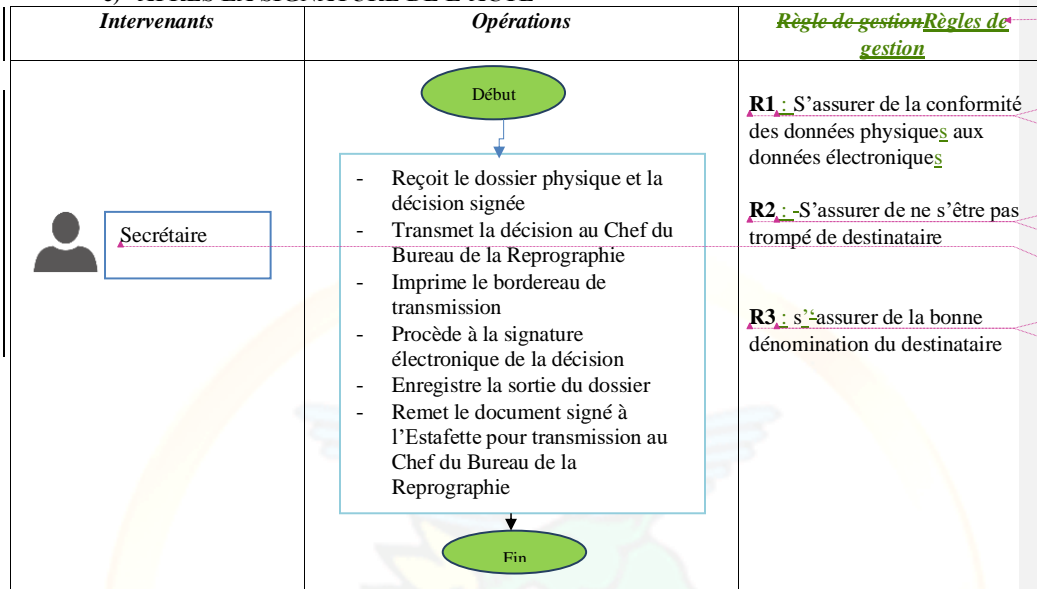 Intervenants
Opérations
Règle de gestionRègles de
gestion
Début
Secrétaire
- Reçoit le dossier physique et la
décision signée
- Transmet la décision au Chef du
Bureau de la Reprographie
- Imprime le bordereau de
transmission
- Procède à la signature
électronique de la décision
- Enregistre la sortie du dossier
- Remet le document signé à
l’Estafette pour transmission au
Chef du Bureau de la
Reprographie
Fin
R1 : S’assurer de la conformité
des données physiques aux
données électroniques
R2 : -S’assurer de ne s’être pas
trompé de destinataire
R3 : s’‘assurer de la bonne
dénomination du destinataire